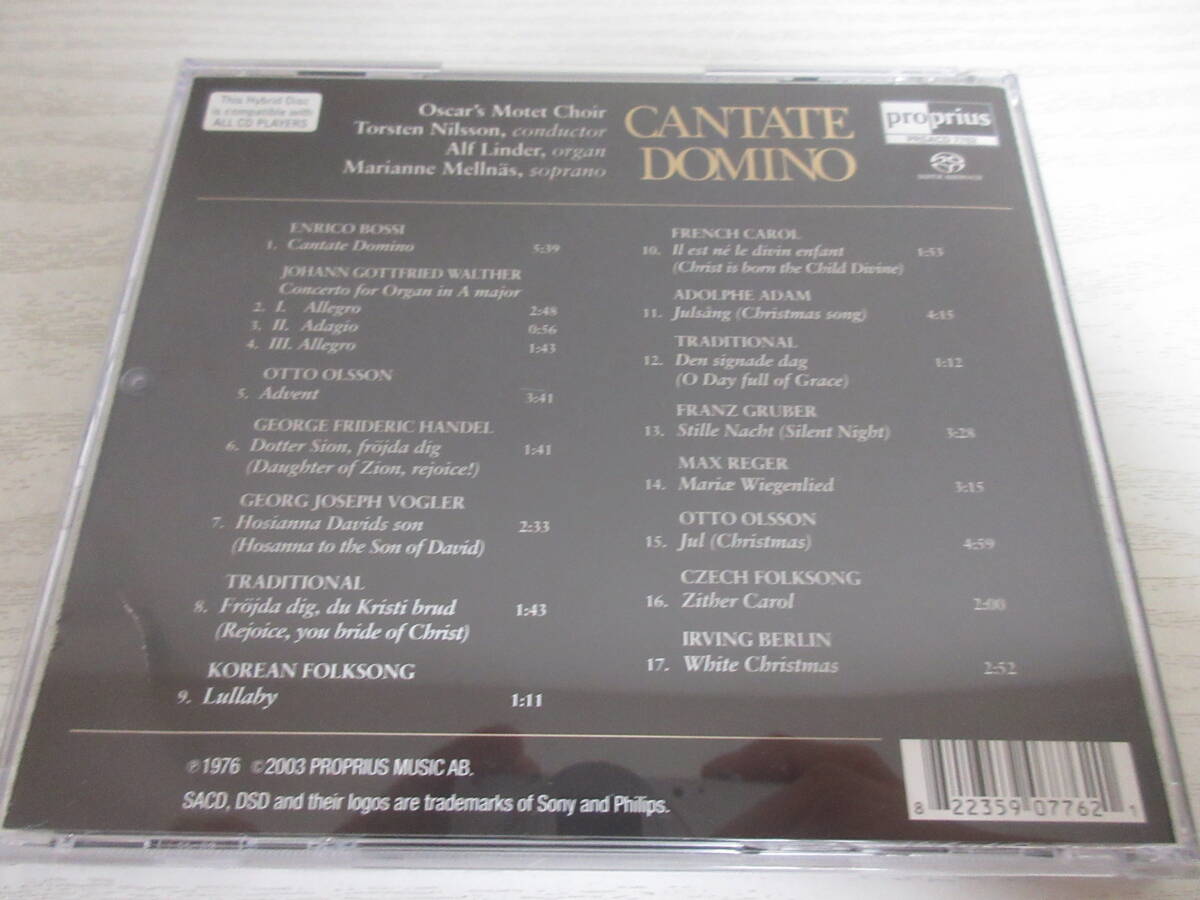 This Hybrid Disc
is compatible with
ALL CD PLAYERS
Oscar's Motet Choir
Torsten Nilsson, conductor
Alf Linder, organ
Marianne Mellnäs, soprano
CANTATE
DOMINO
proprius
SUPER AUDIO CD
ENRICO BOSSI
1. Cantate Domino 5:39
JOHANN GOTTFRIED WALTHER
Concerto for Organ in A major
2. I. Allegro 2:48
3. II. Adagio 0:56
4. III. Allegro 1:43
OTTO OLSSON
5. Advent 3:41
GEORGE FRIDERIC HANDEL
6. Dotter Sion, fröjda dig 1:41
(Daughter of Zion, rejoice!)
GEORG JOSEPH VOGLER
7. Hosianna Davids son 2:33
(Hosanna to the Son of David)
TRADITIONAL
8. Fröjda dig, du Kristi brud 1:43
(Rejoice, you bride of Christ)
KOREAN FOLKSONG
9. Lullaby 1:11
FRENCH CAROL
10. Il est né le divin enfant 1:53
(Christ is born the Child Divine)
ADOLPHE ADAM
11. Julsång (Christmas song) 4:15
TRADITIONAL
12. Den signade dag 1:12
(O Day full of Grace)
FRANZ GRUBER
13. Stille Nacht (Silent Night) 3:28
MAX REGER
14. Mariæ Wiegenlied 3:15
OTTO OLSSON
15. Jul (Christmas) 4:59
CZECH FOLKSONG
16. Zither Carol 2:00
IRVING BERLIN
17. White Christmas 2:52
℗1976 ©2003 PROPRIUS MUSIC AB.
SACD, DSD and their logos are trademarks of Sony and Philips.
8 22359 07762 1